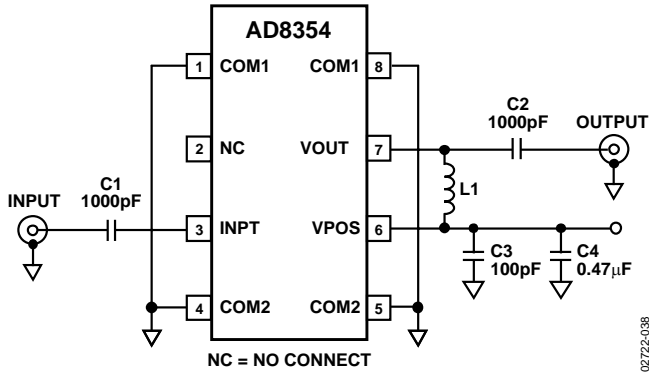 AD8354
1 COM1
COM1 8
2 NC
VOUT 7
3 INPT
VPOS 6
4 COM2
COM2 5
INPUT
C1
1000pF
C2
1000pF
OUTPUT
L1
C3
100pF
C4
0.47μF
NC = NO CONNECT
02722-038